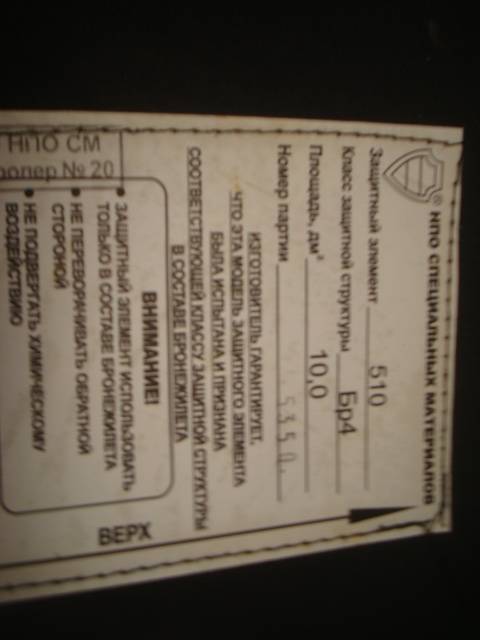 НПО СПЕЦИАЛЬНЫХ МАТЕРИАЛОВ
Защитный элемент 510
Класс защитной структуры Бр4
Площадь, дм² 10,0
Номер партии 5350
ИЗГОТОВИТЕЛЬ ГАРАНТИРУЕТ,
ЧТО ЭТА МОДЕЛЬ ЗАЩИТНОГО ЭЛЕМЕНТА
БЫЛА ИСПЫТАНА И ПРИЗНАНА
СООТВЕТСТВУЮЩЕЙ КЛАССУ ЗАЩИТНОЙ СТРУКТУРЫ
В СОСТАВЕ БРОНЕЖИЛЕТА
ВНИМАНИЕ!
• ЗАЩИТНЫЙ ЭЛЕМЕНТ ИСПОЛЬЗОВАТЬ
ТОЛЬКО В СОСТАВЕ БРОНЕЖИЛЕТА
• НЕ ПЕРЕВОРАЧИВАТЬ ОБРАТНОЙ
СТОРОНОЙ
• НЕ ПОДВЕРГАТЬ ХИМИЧЕСКОМУ
ВОЗДЕЙСТВИЮ
ВЕРХ
НПО СМ
№ 20